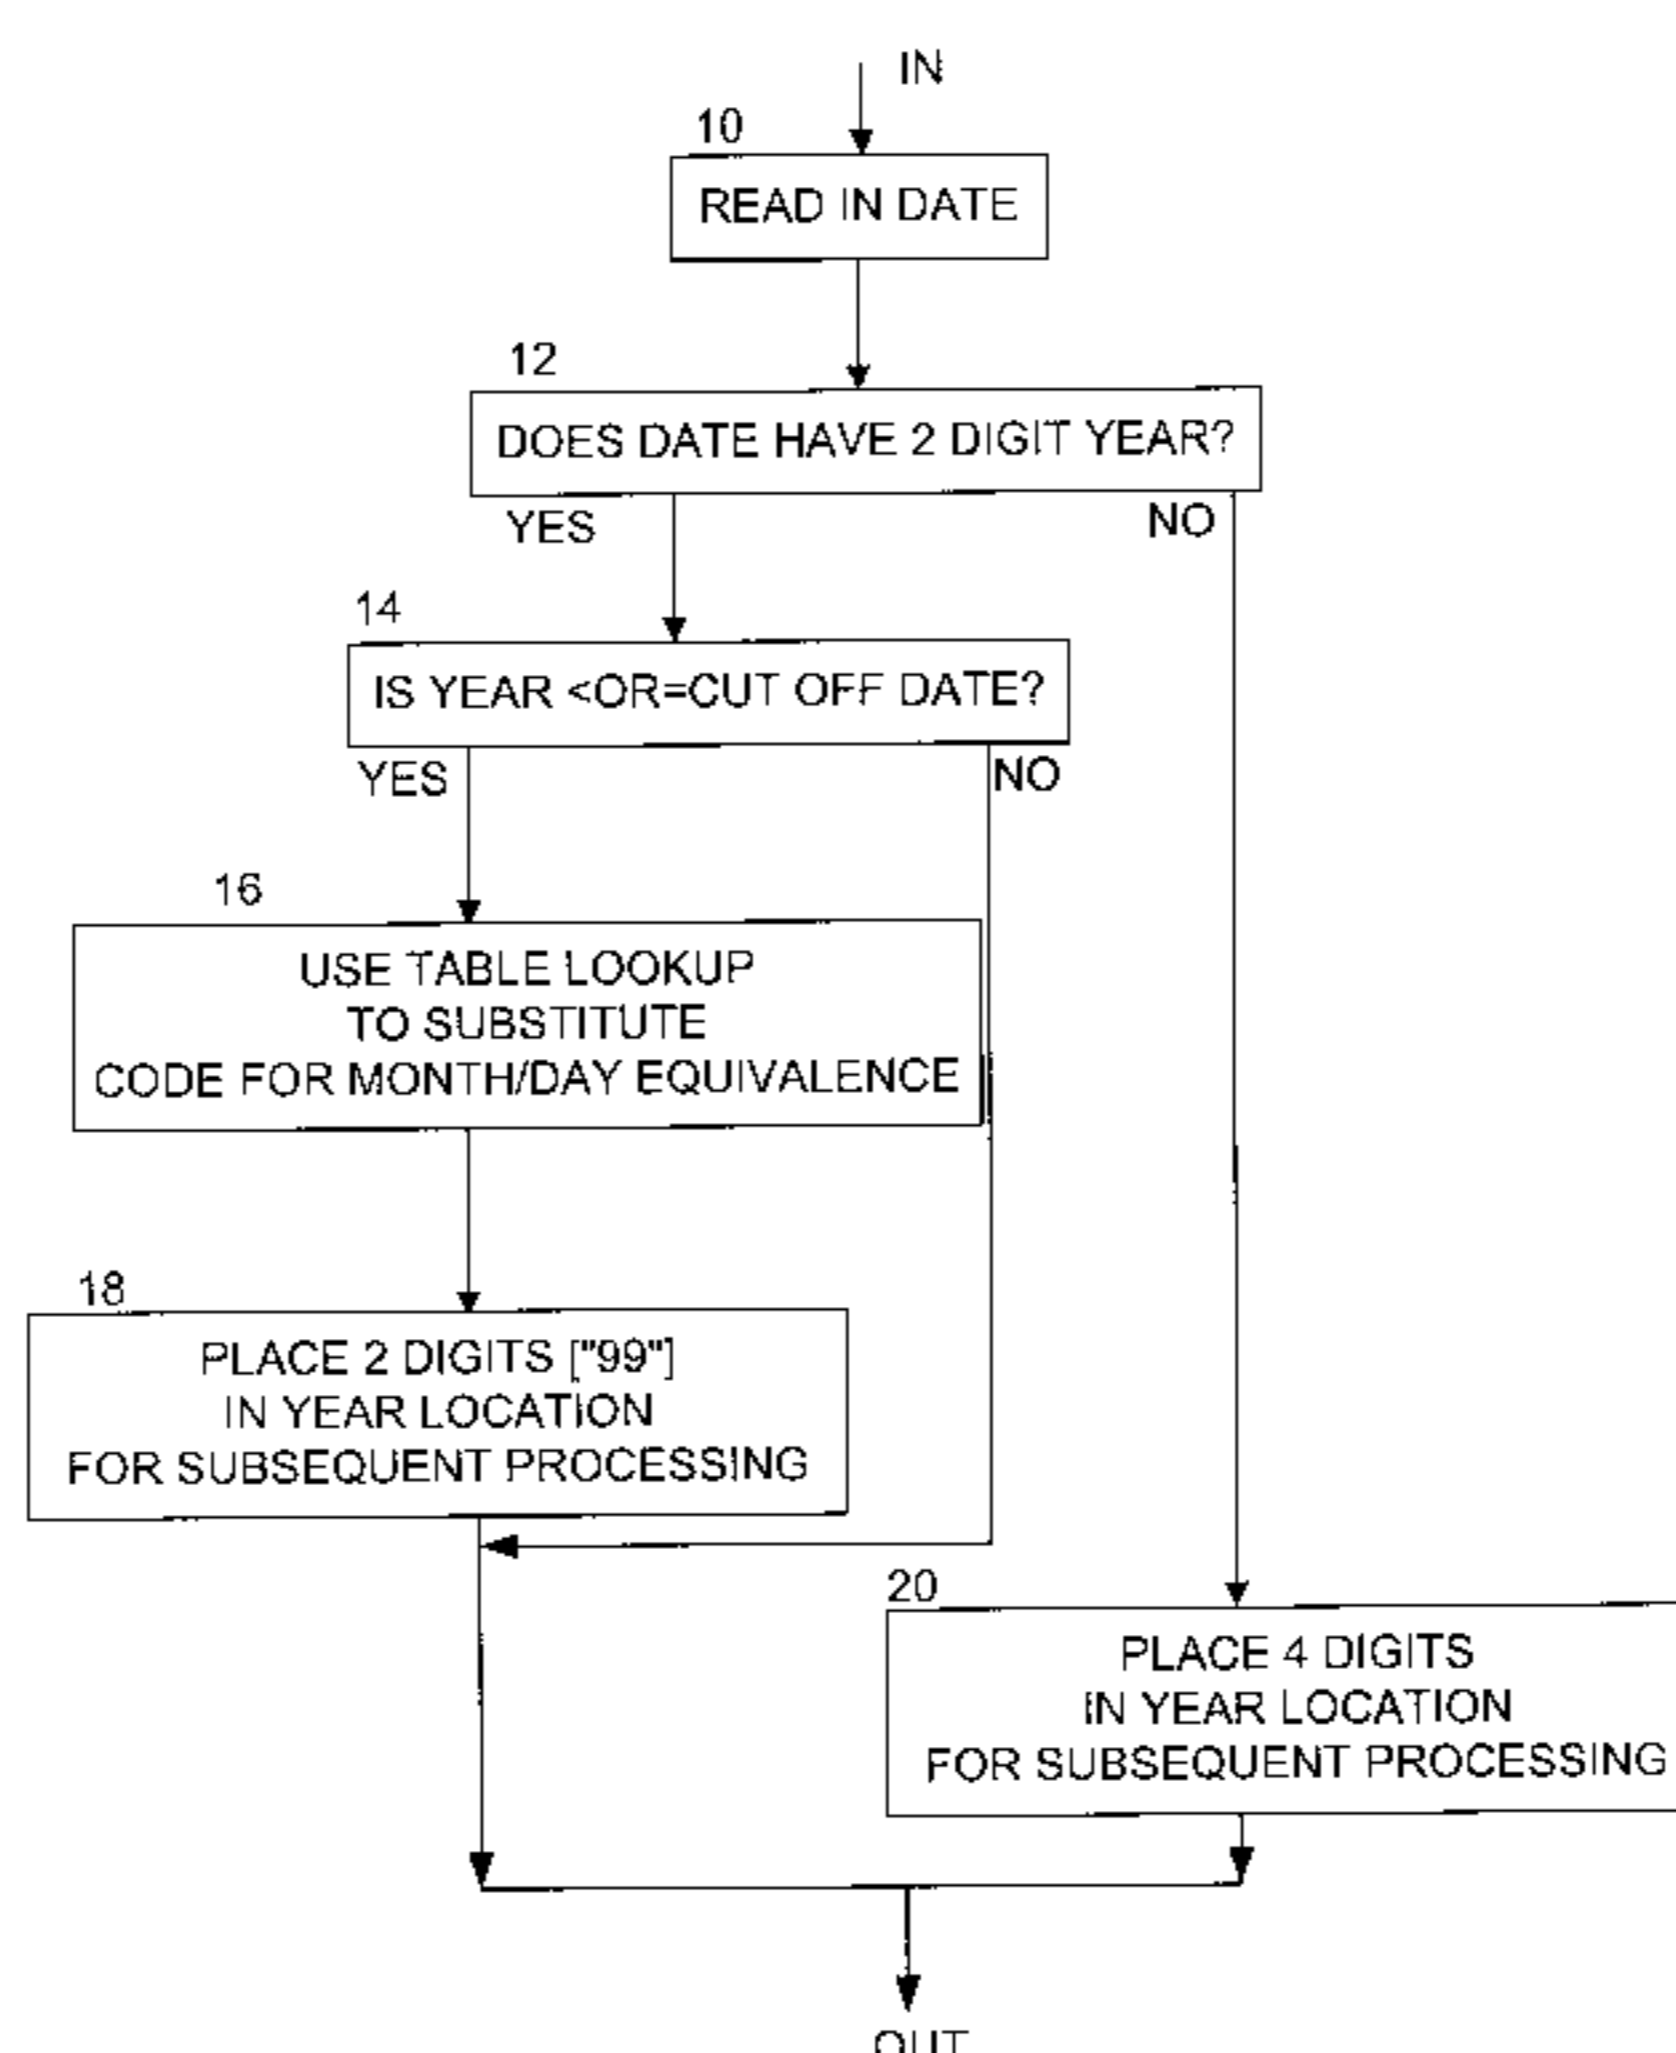 IN
10
READ IN DATE
12
DOES DATE HAVE 2 DIGIT YEAR?
YES
NO
14
IS YEAR <OR=CUT OFF DATE?
YES
NO
16
USE TABLE LOOKUP
TO SUBSTITUTE
CODE FOR MONTH/DAY EQUIVALENCE
18
PLACE 2 DIGITS ["99"]
IN YEAR LOCATION
FOR SUBSEQUENT PROCESSING
20
PLACE 4 DIGITS
IN YEAR LOCATION
FOR SUBSEQUENT PROCESSING
OUT